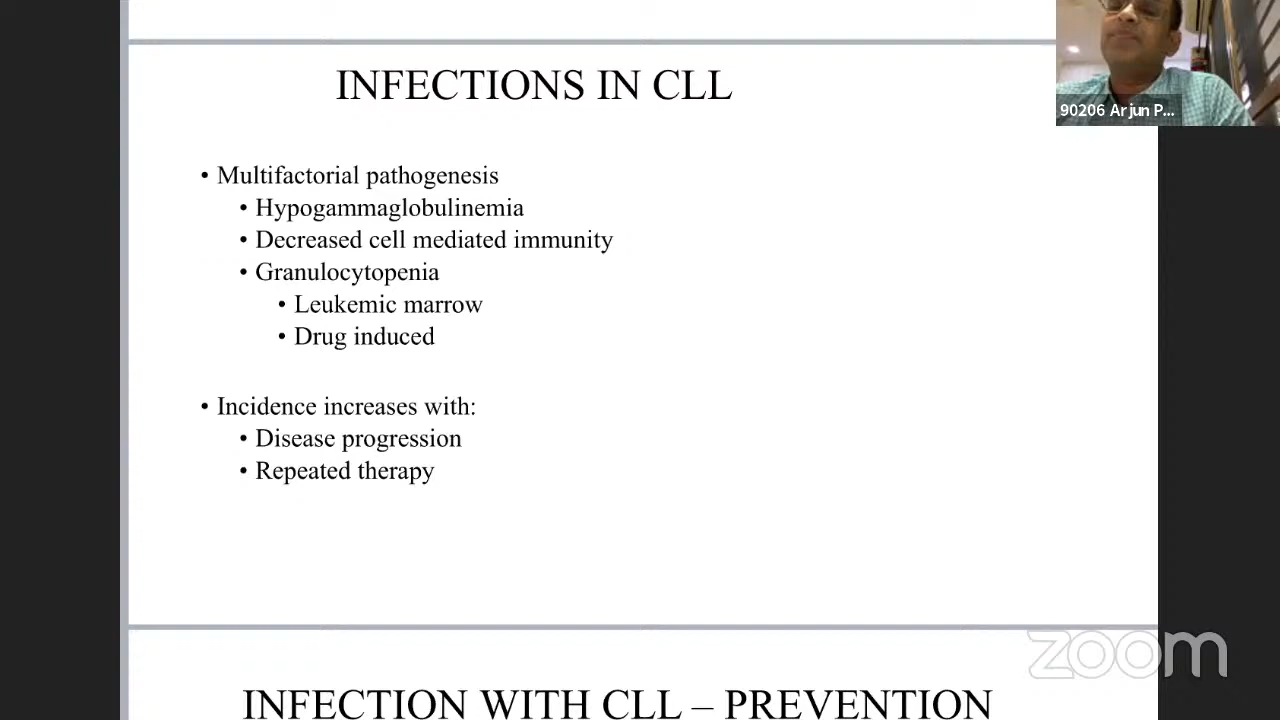 INFECTIONS IN CLL
90206 Arjun P...
• Multifactorial pathogenesis
• Hypogammaglobulinemia
• Decreased cell mediated immunity
• Granulocytopenia
• Leukemic marrow
• Drug induced
• Incidence increases with:
• Disease progression
• Repeated therapy
zoom
INFECTION WITH CLL – PREVENTION